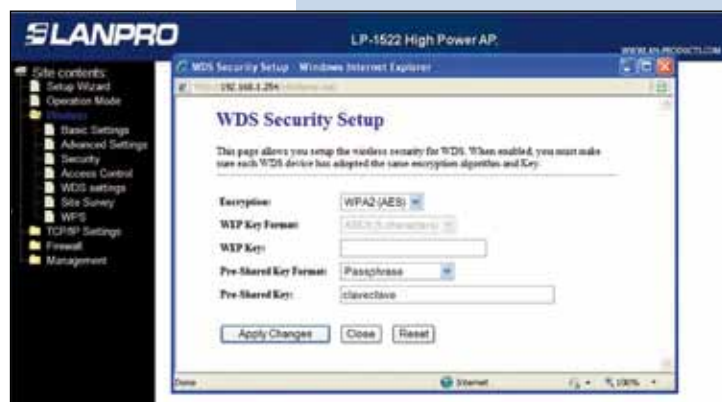 LANPRO
LP-1522 High Power AP.
WWW.LAN-PRODUCTS.COM
Site contents:
Setup Wizard
Operation Mode
Wireless
Basic Settings
Advanced Settings
Security
Access Control
WDS settings
Site Survey
WPS
TCP/IP Settings
Firewall
Management
WDS Security Setup - Windows Internet Explorer
192.168.1.254
WDS Security Setup
This page allows you setup the wireless security for WDS. When enabled, you must make
sure each WDS device has adopted the same encryption algorithm and Key.
Encryption: WPA2 (AES)
WEP Key Format: ASCII (5 characters)
WEP Key:
Pre-Shared Key Format: Passphrase
Pre-Shared Key: claveclave
Apply Changes Close Reset
Done Internet 100%